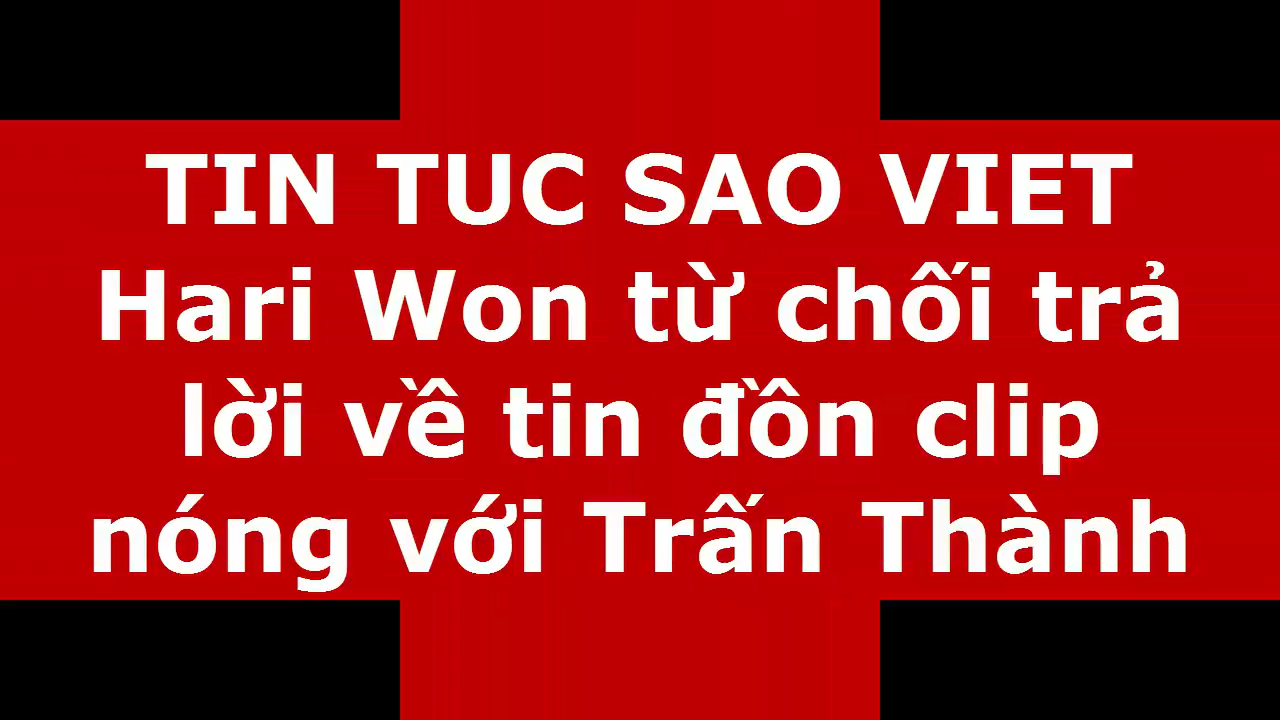 TIN TUC SAO VIET
Hari Won từ chối trả
lời về tin đồn clip
nóng với Trấn Thành